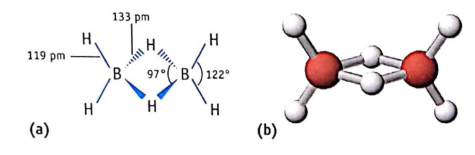 133 pm
H H H
119 pm
B 97° B 122°
H H H
(a) (b)